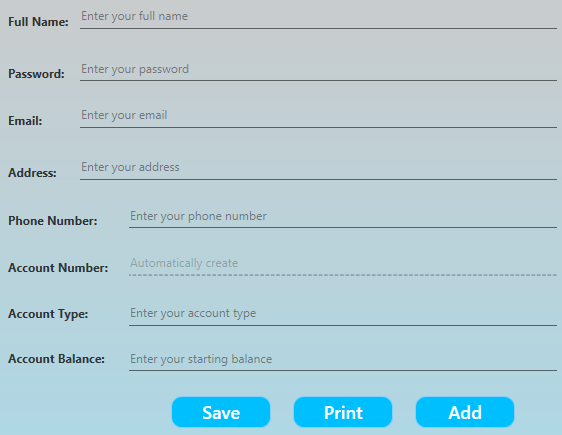 Full Name: Enter your full name
Password: Enter your password
Email: Enter your email
Address: Enter your address
Phone Number: Enter your phone number
Account Number: Automatically create
Account Type: Enter your account type
Account Balance: Enter your starting balance
Save Print Add